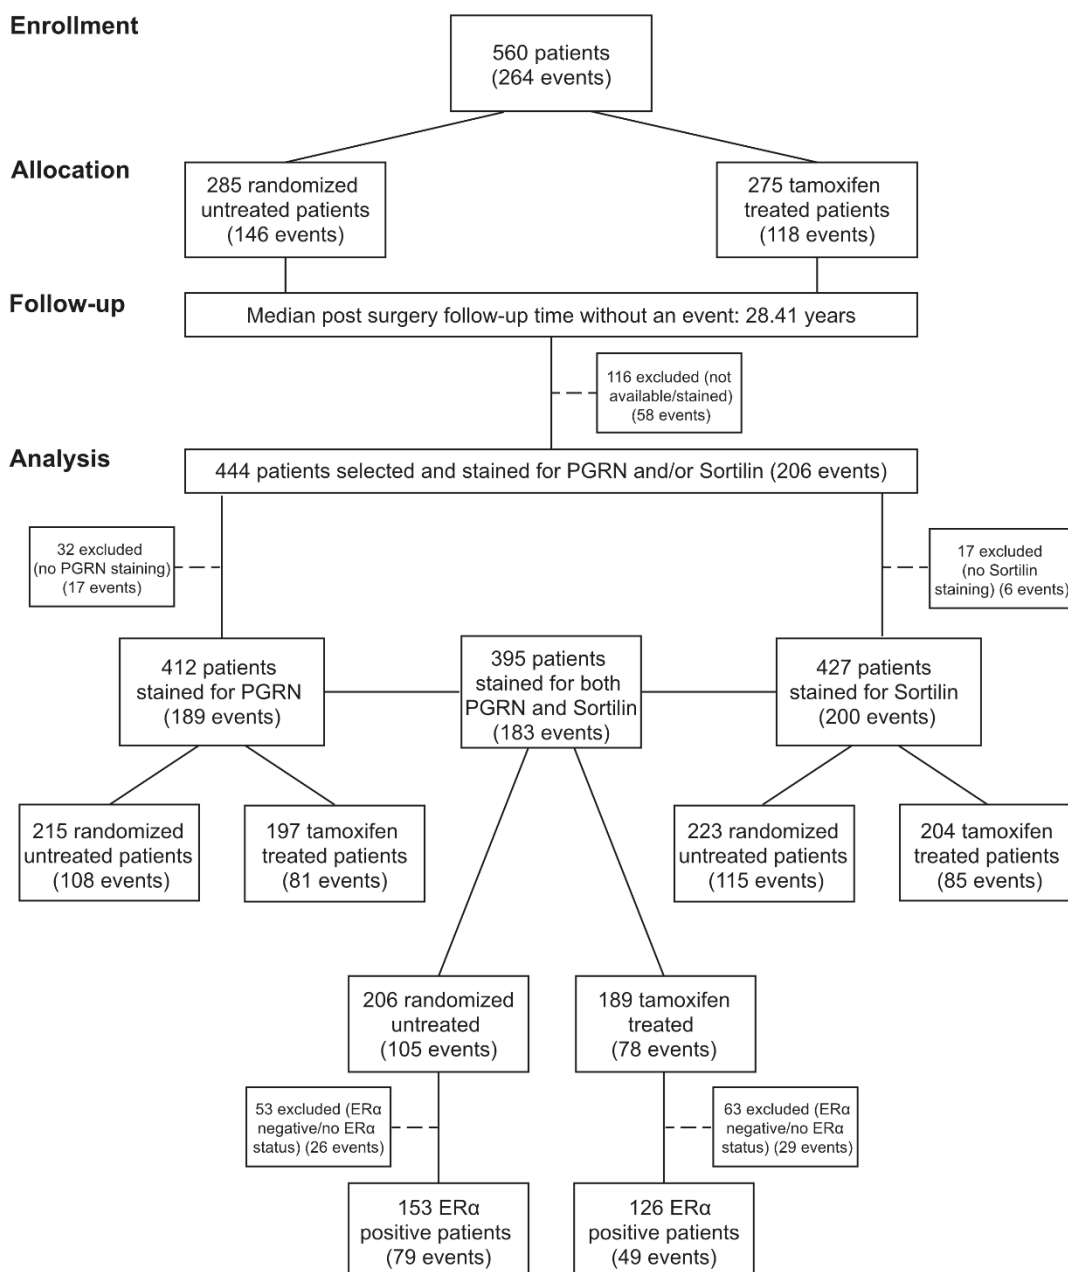 Enrollment
560 patients
(264 events)
Allocation
285 randomized
untreated patients
(146 events)
275 tamoxifen
treated patients
(118 events)
Follow-up
Median post surgery follow-up time without an event: 28.41 years
116 excluded (not
available/stained)
(58 events)
Analysis
444 patients selected and stained for PGRN and/or Sortilin (206 events)
32 excluded
(no PGRN staining)
(17 events)
17 excluded
(no Sortilin
staining) (6 events)
412 patients
stained for PGRN
(189 events)
395 patients
stained for both
PGRN and Sortilin
(183 events)
427 patients
stained for Sortilin
(200 events)
215 randomized
untreated patients
(108 events)
197 tamoxifen
treated patients
(81 events)
223 randomized
untreated patients
(115 events)
204 tamoxifen
treated patients
(85 events)
206 randomized
untreated
(105 events)
189 tamoxifen
treated
(78 events)
53 excluded (ERα
negative/no ERα
status) (26 events)
63 excluded (ERα
negative/no ERα
status) (29 events)
153 ERα
positive patients
(79 events)
126 ERα
positive patients
(49 events)